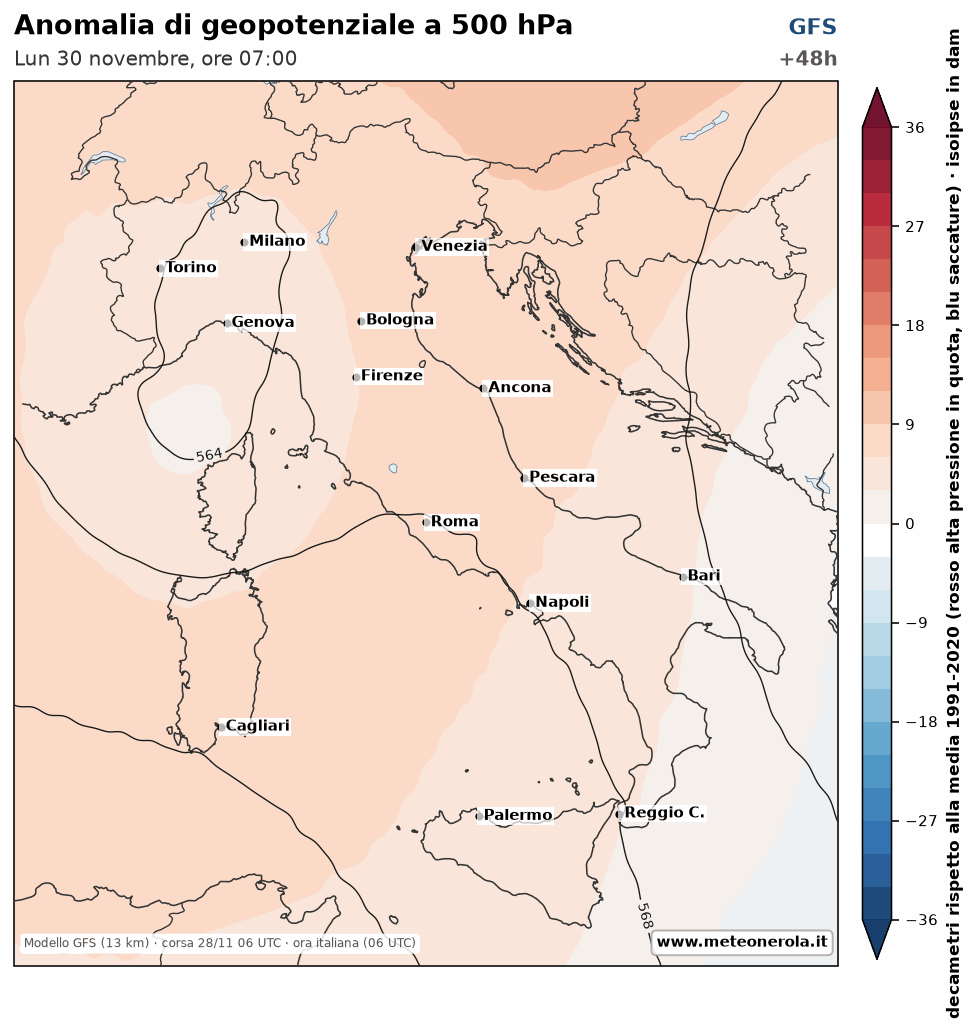 Anomalia di geopotenziale a 500 hPa
GFS
Lun 30 novembre, ore 07:00
+48h
Milano
Venezia
Torino
Genova
Bologna
Firenze
Ancona
564
Pescara
Roma
Bari
Napoli
Cagliari
Palermo
Reggio C.
568
Modello GFS (13 km) · corsa 28/11 06 UTC · ora italiana (06 UTC)
www.meteonerola.it
36
27
18
9
0
−9
−18
−27
−36
decametri rispetto alla media 1991-2020 (rosso alta pressione in quota, blu saccature) · isoipse in dam